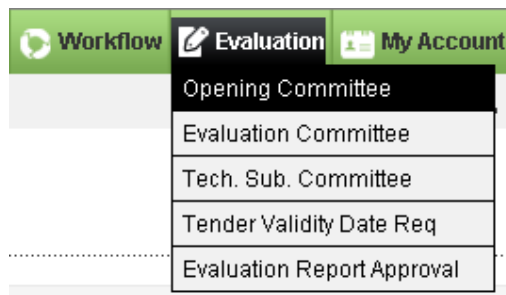 Workflow Evaluation My Account
Opening Committee
Evaluation Committee
Tech. Sub. Committee
Tender Validity Date Req
Evaluation Report Approval